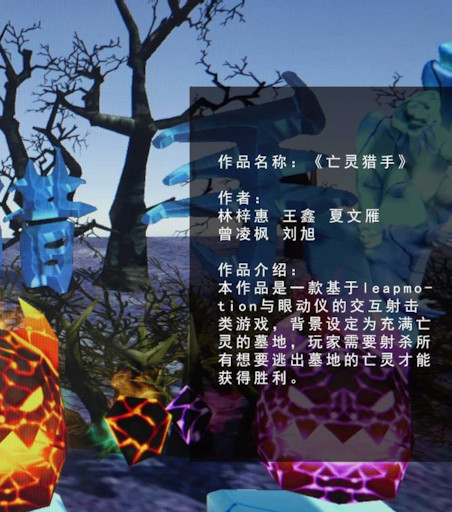 作品名称：《亡灵猎手》
作者：
林梓惠 王鑫 夏文雁
曾凌枫 刘旭
作品介绍：
本作品是一款基于leapmo-
tion与眼动仪的交互射击
类游戏，背景设定为充满亡
灵的墓地，玩家需要射杀所
有想要逃出墓地的亡灵才能
获得胜利。